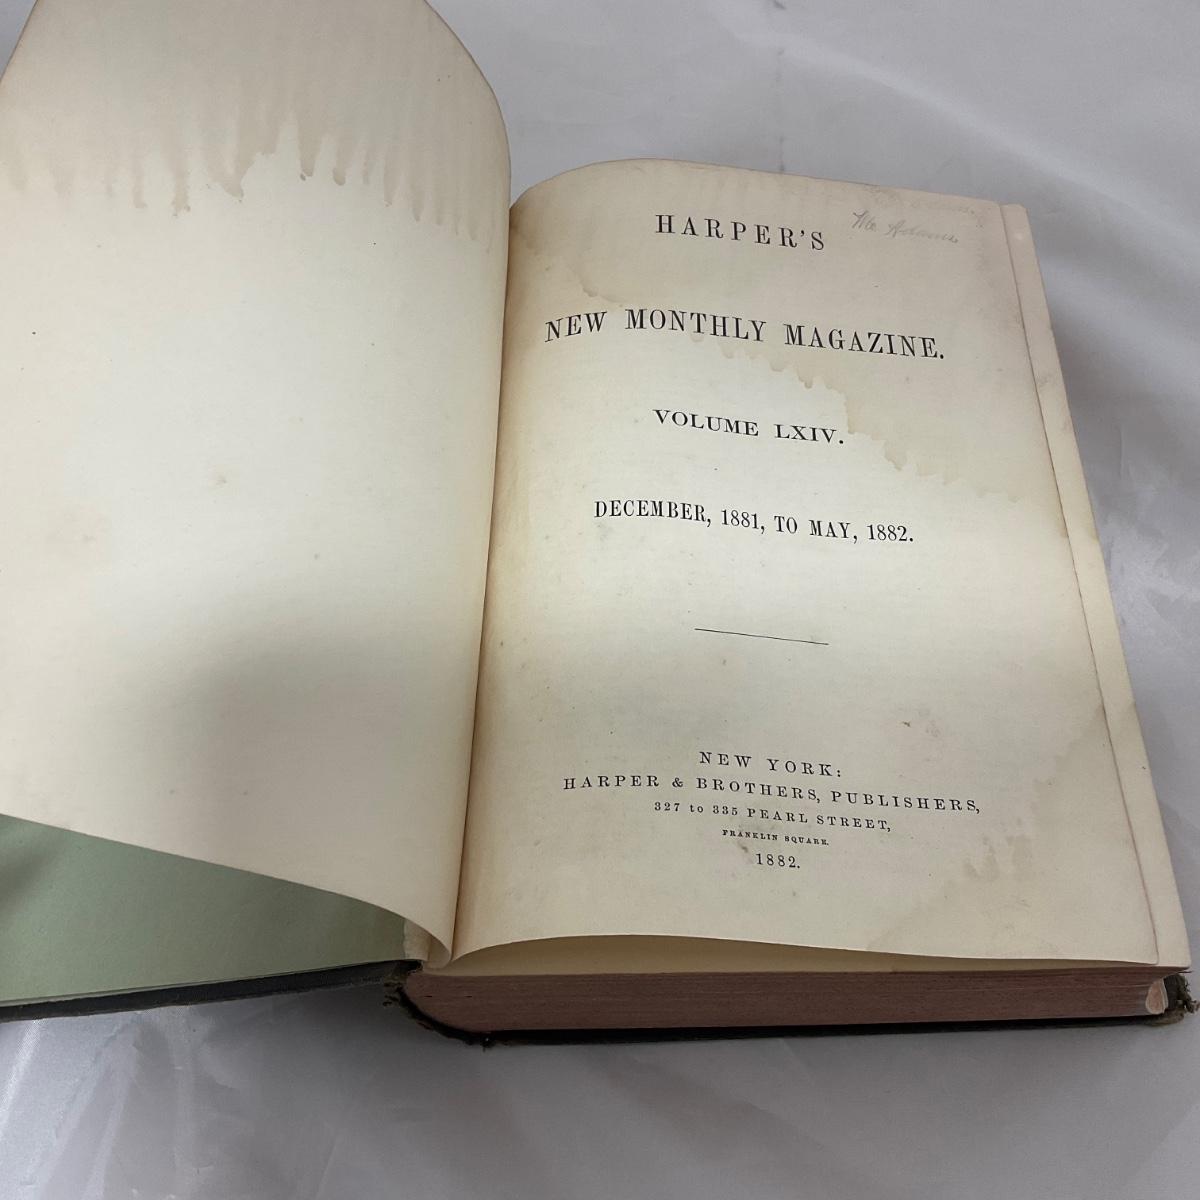 HARPER'S
NEW MONTHLY MAGAZINE.
VOLUME LXIV.
DECEMBER, 1881, TO MAY, 1882.
NEW YORK:
HARPER & BROTHERS, PUBLISHERS,
327 to 335 PEARL STREET,
FRANKLIN SQUARE.
1882.
Adams